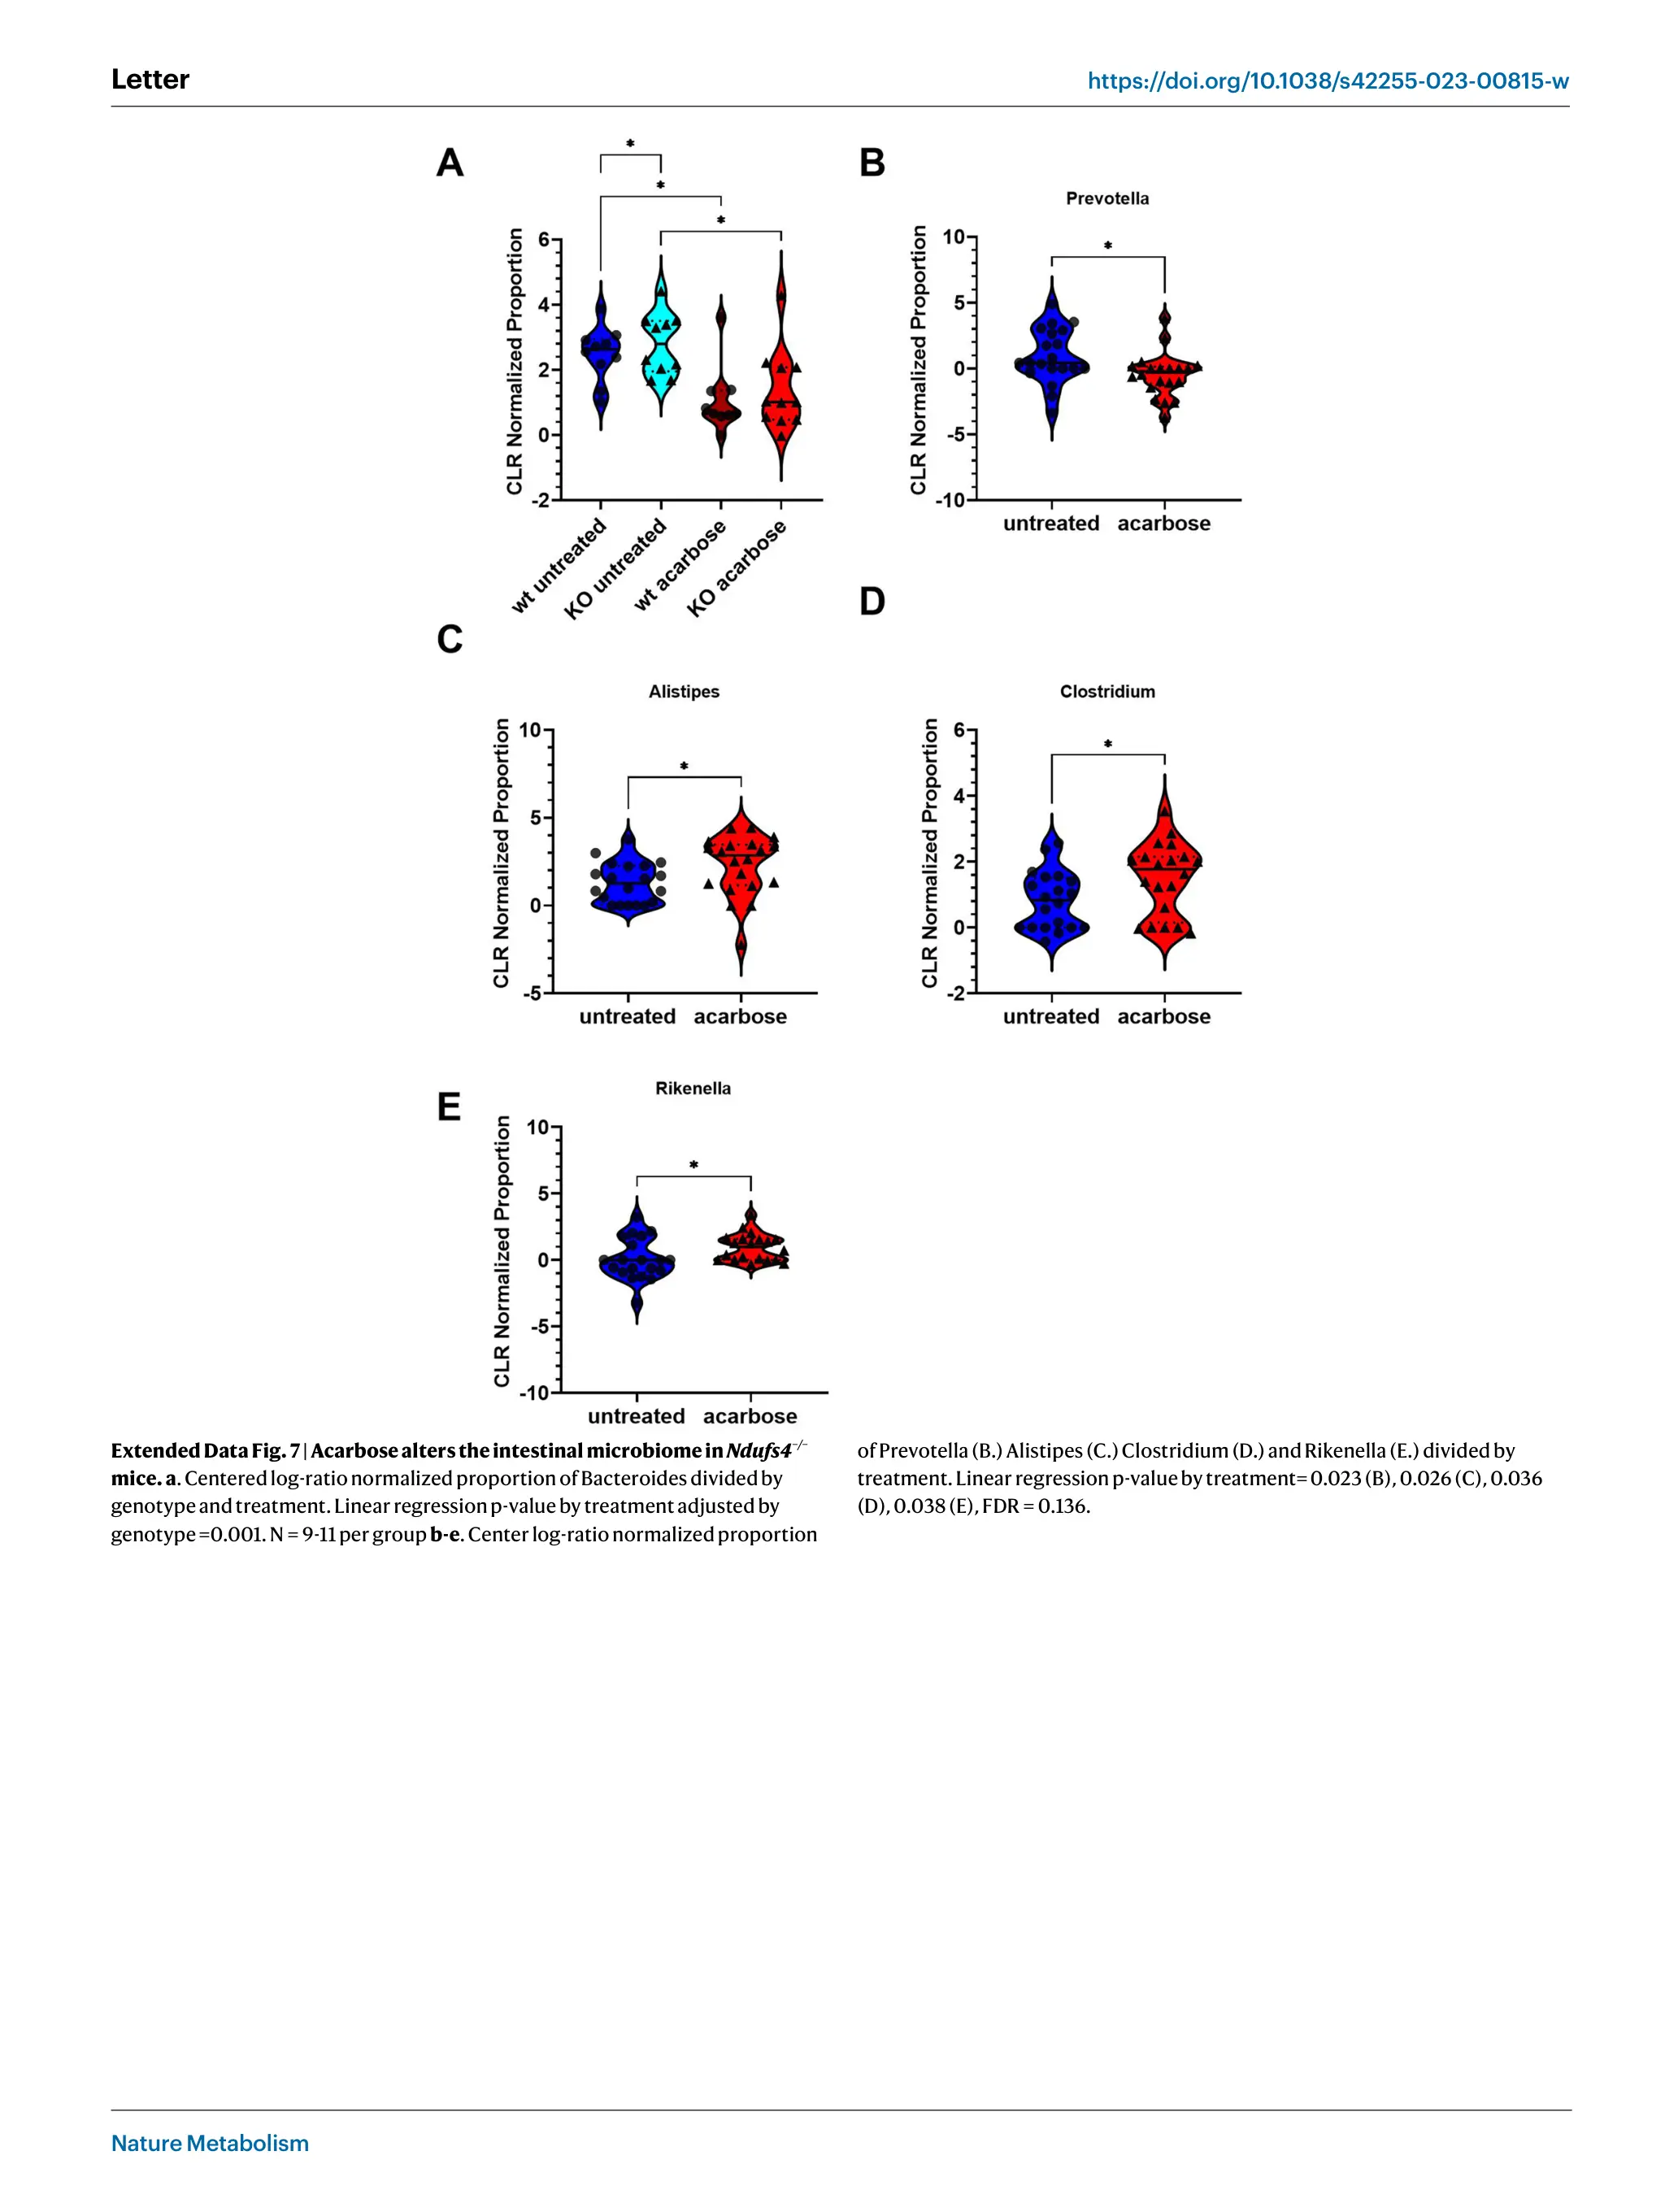 Letter
https://doi.org/10.1038/s42255-023-00815-w
A
*
*
*
CLR Normalized Proportion
6
4
2
0
-2
wt untreated
KO untreated
wt acarbose
KO acarbose
B
Prevotella
*
CLR Normalized Proportion
10
5
0
-5
-10
untreated acarbose
C
Alistipes
*
CLR Normalized Proportion
10
5
0
-5
untreated acarbose
D
Clostridium
*
CLR Normalized Proportion
6
4
2
0
-2
untreated acarbose
E
Rikenella
*
CLR Normalized Proportion
10
5
0
-5
-10
untreated acarbose
Extended Data Fig. 7 | Acarbose alters the intestinal microbiome in Ndufs4−/−
mice. a. Centered log-ratio normalized proportion of Bacteroides divided by
genotype and treatment. Linear regression p-value by treatment adjusted by
genotype =0.001. N = 9-11 per group b-e. Center log-ratio normalized proportion
of Prevotella (B.) Alistipes (C.) Clostridium (D.) and Rikenella (E.) divided by
treatment. Linear regression p-value by treatment= 0.023 (B), 0.026 (C), 0.036
(D), 0.038 (E), FDR = 0.136.
Nature Metabolism